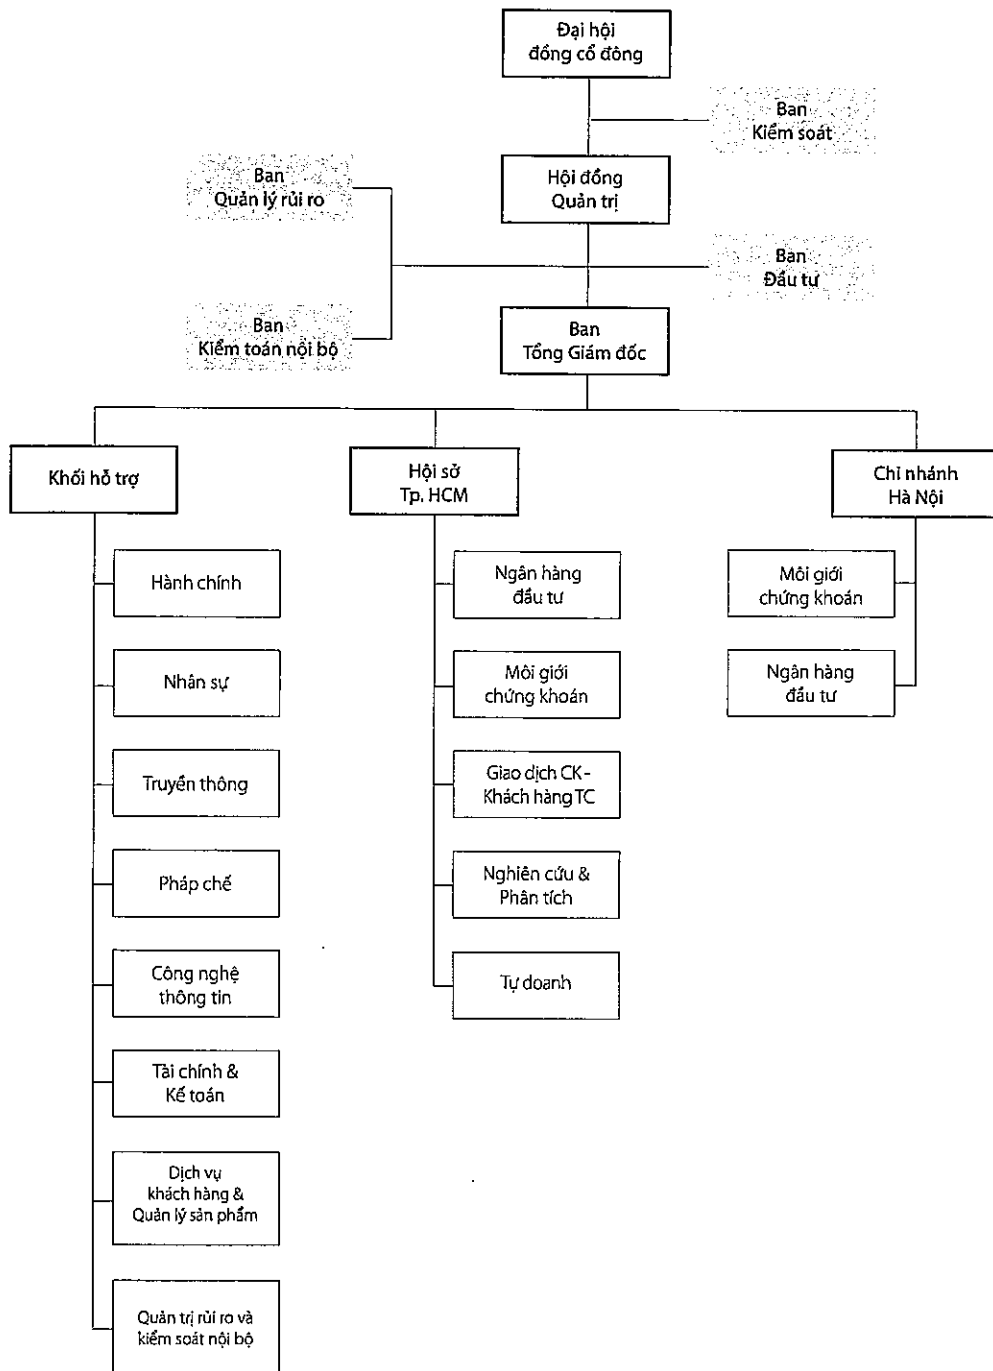 Đại hội
đồng cổ đông
Ban
Kiểm soát
Ban
Quản lý rủi ro
Hội đồng
Quản trị
Ban
Đầu tư
Ban
Kiểm toán nội bộ
Ban
Tổng Giám đốc
Khối hỗ trợ
Hội sở
Tp. HCM
Chi nhánh
Hà Nội
Hành chính
Nhân sự
Truyền thông
Pháp chế
Công nghệ
thông tin
Tài chính &
Kế toán
Dịch vụ
khách hàng &
Quản lý sản phẩm
Quản trị rủi ro và
kiểm soát nội bộ
Ngân hàng
đầu tư
Môi giới
chứng khoán
Giao dịch CK-
Khách hàng TC
Nghiên cứu &
Phân tích
Tự doanh
Môi giới
chứng khoán
Ngân hàng
đầu tư